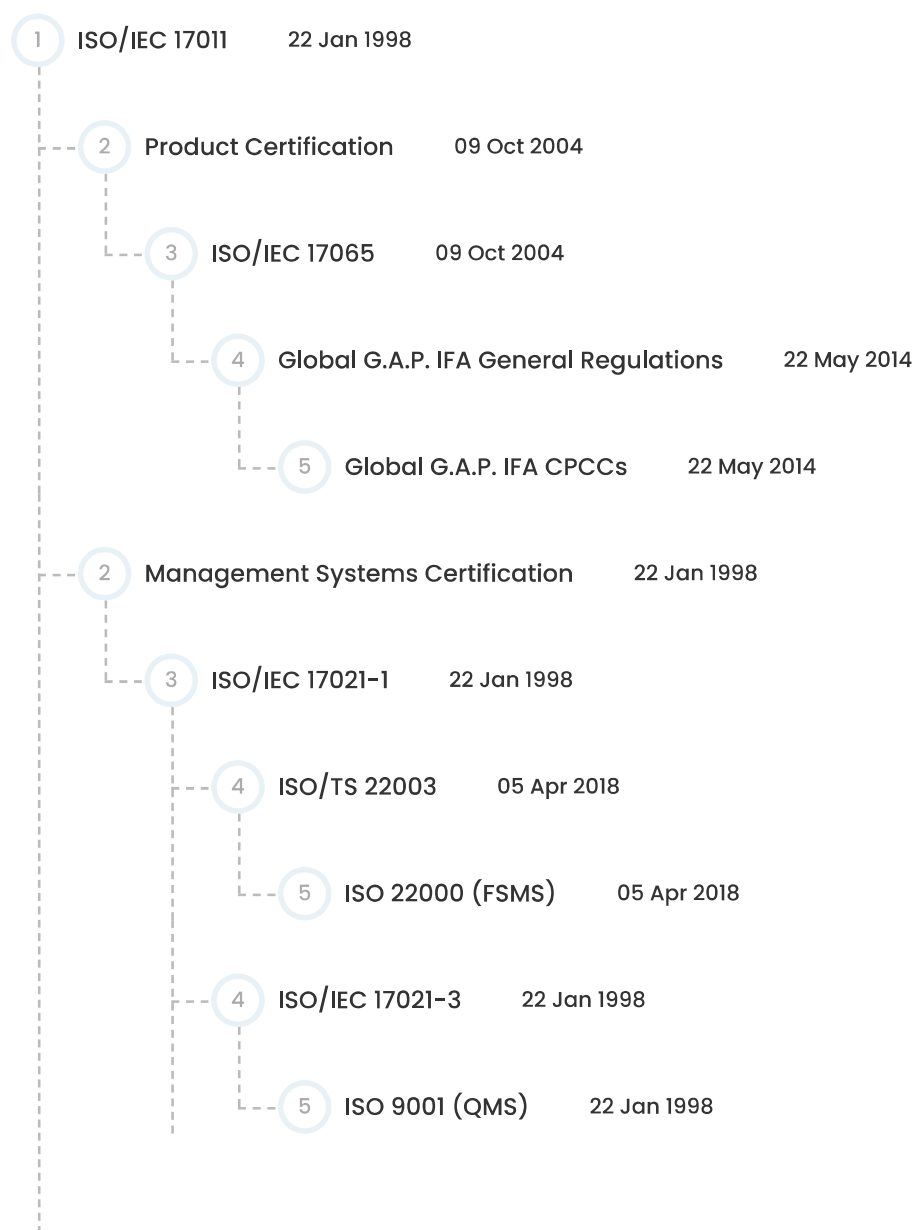 1 ISO/IEC 17011 22 Jan 1998
2 Product Certification 09 Oct 2004
3 ISO/IEC 17065 09 Oct 2004
4 Global G.A.P. IFA General Regulations 22 May 2014
5 Global G.A.P. IFA CPCCs 22 May 2014
2 Management Systems Certification 22 Jan 1998
3 ISO/IEC 17021-1 22 Jan 1998
4 ISO/TS 22003 05 Apr 2018
5 ISO 22000 (FSMS) 05 Apr 2018
4 ISO/IEC 17021-3 22 Jan 1998
5 ISO 9001 (QMS) 22 Jan 1998